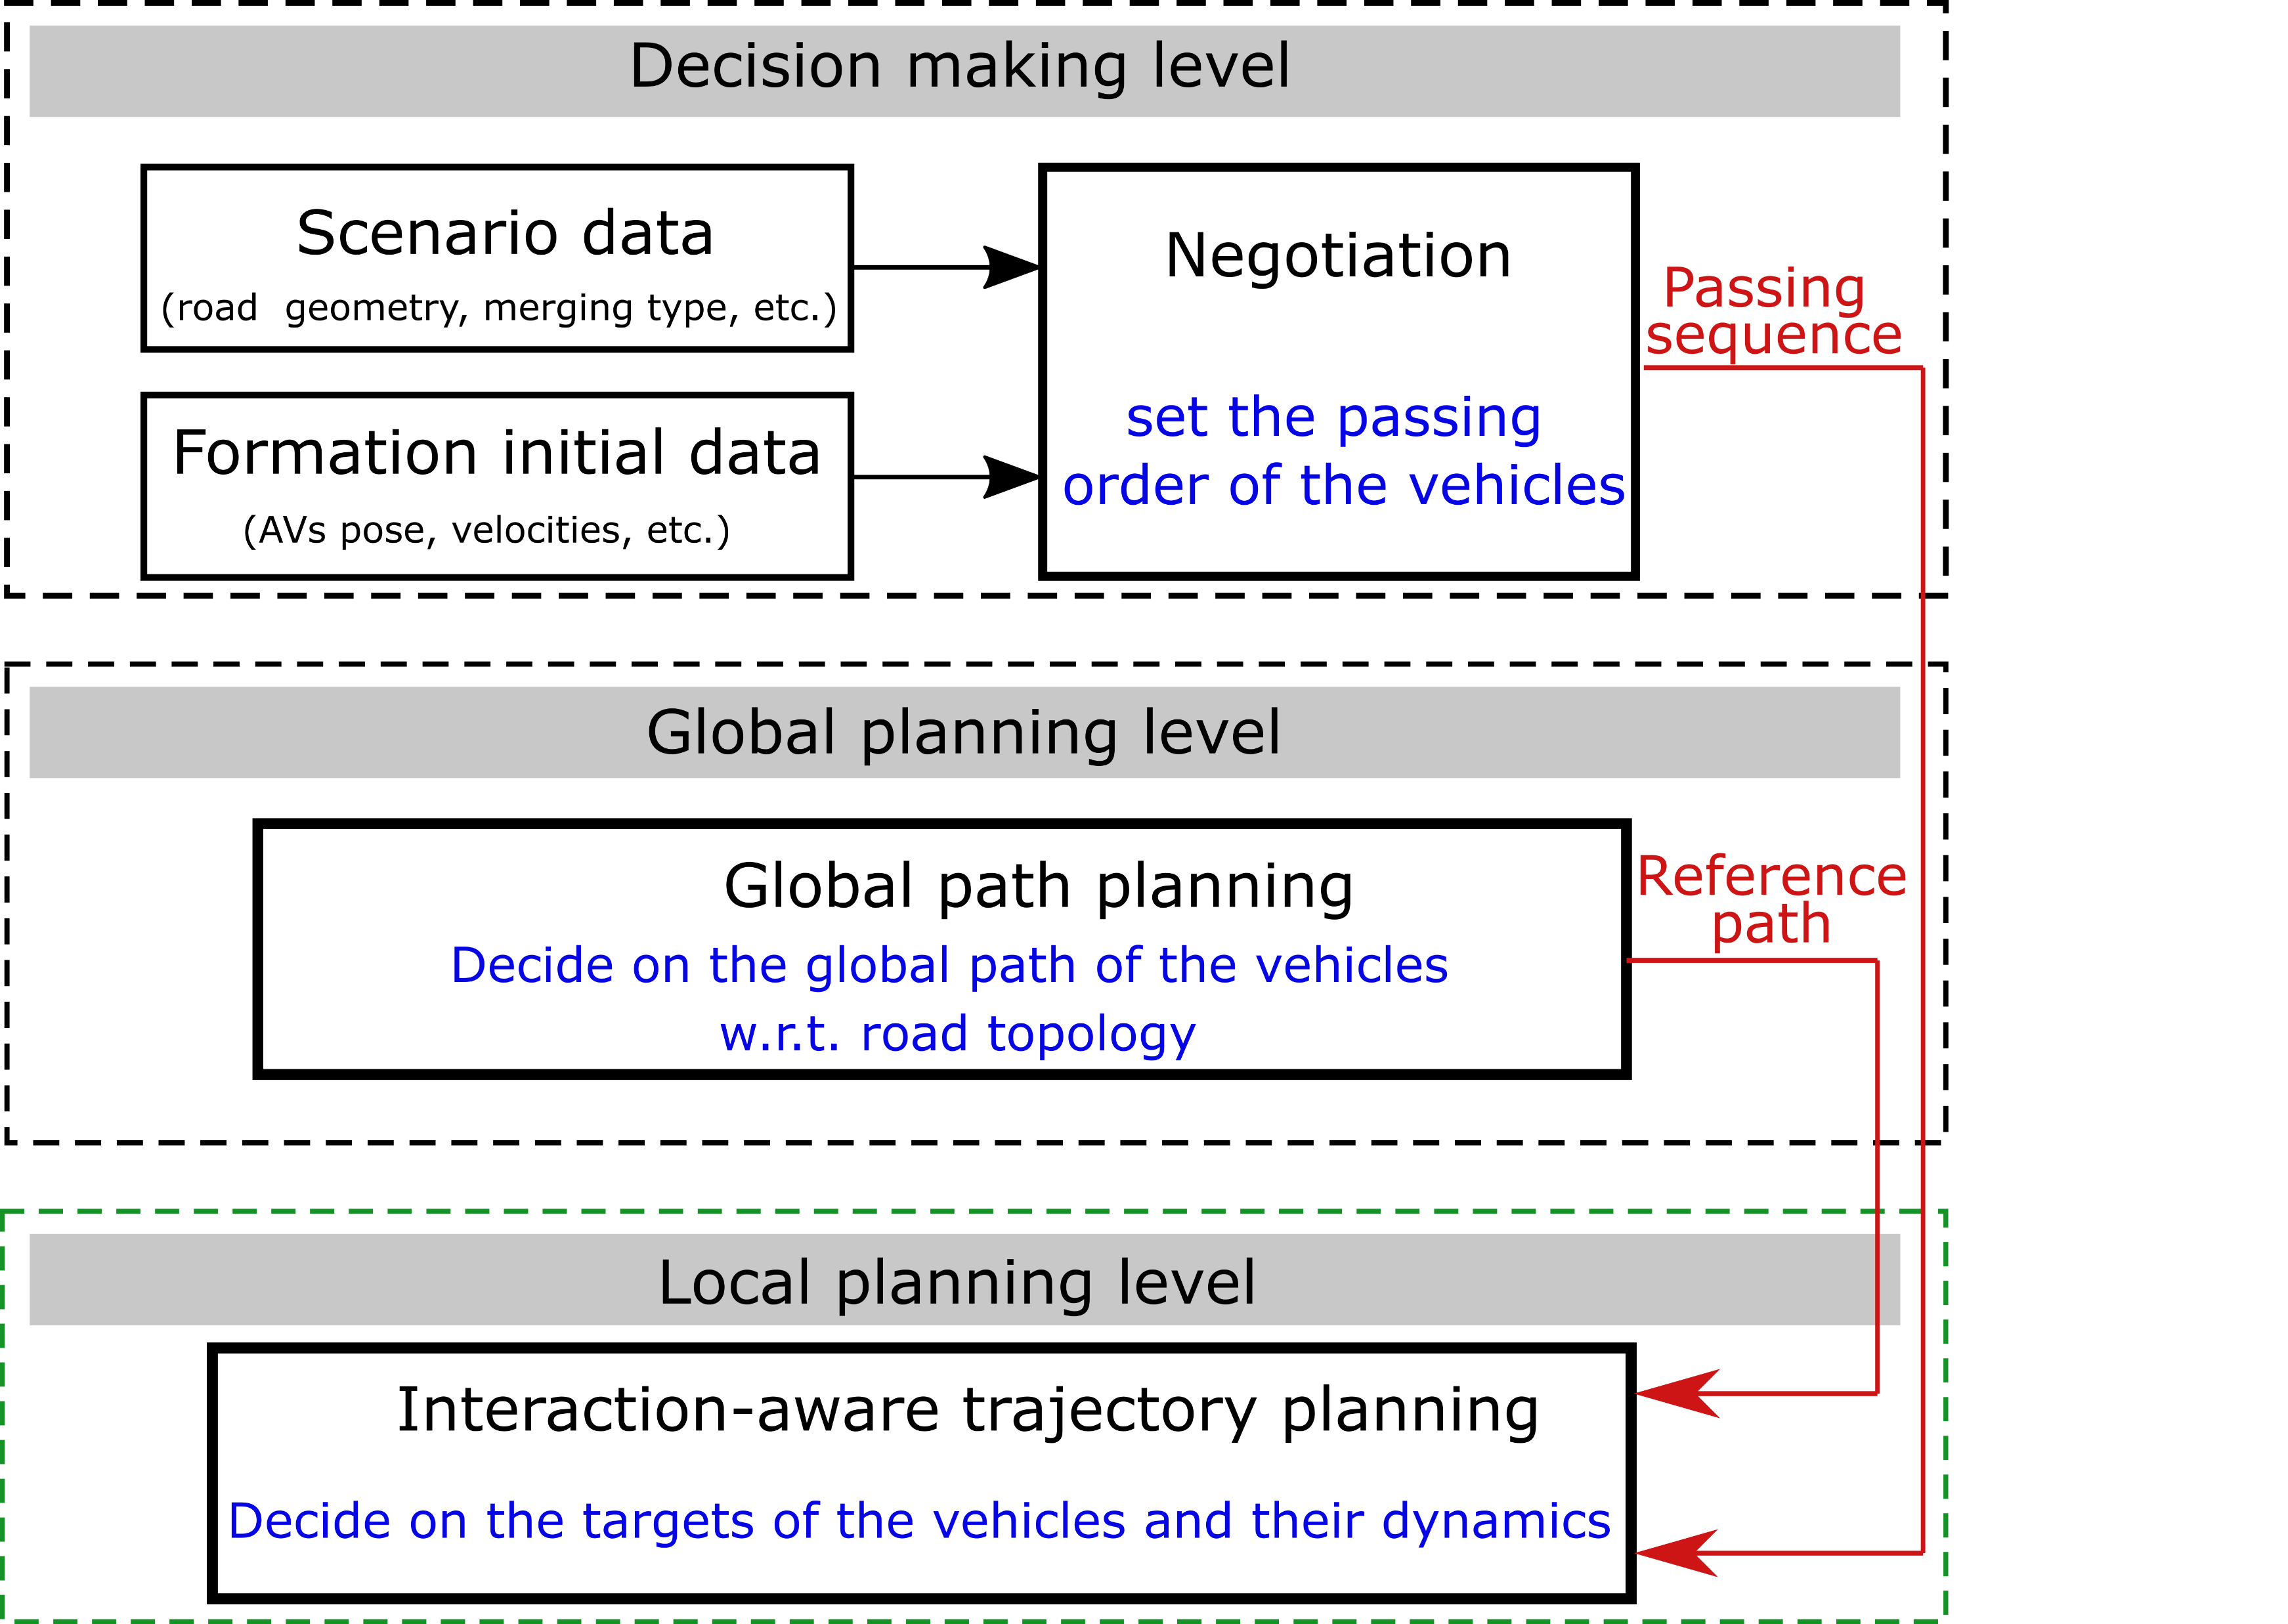 Decision making level
Scenario data
(road geometry, merging type, etc.)
Formation initial data
(AVs pose, velocities, etc.)
Negotiation
set the passing
order of the vehicles
Passing
sequence
Global planning level
Global path planning
Decide on the global path of the vehicles
w.r.t. road topology
Reference
path
Local planning level
Interaction-aware trajectory planning
Decide on the targets of the vehicles and their dynamics